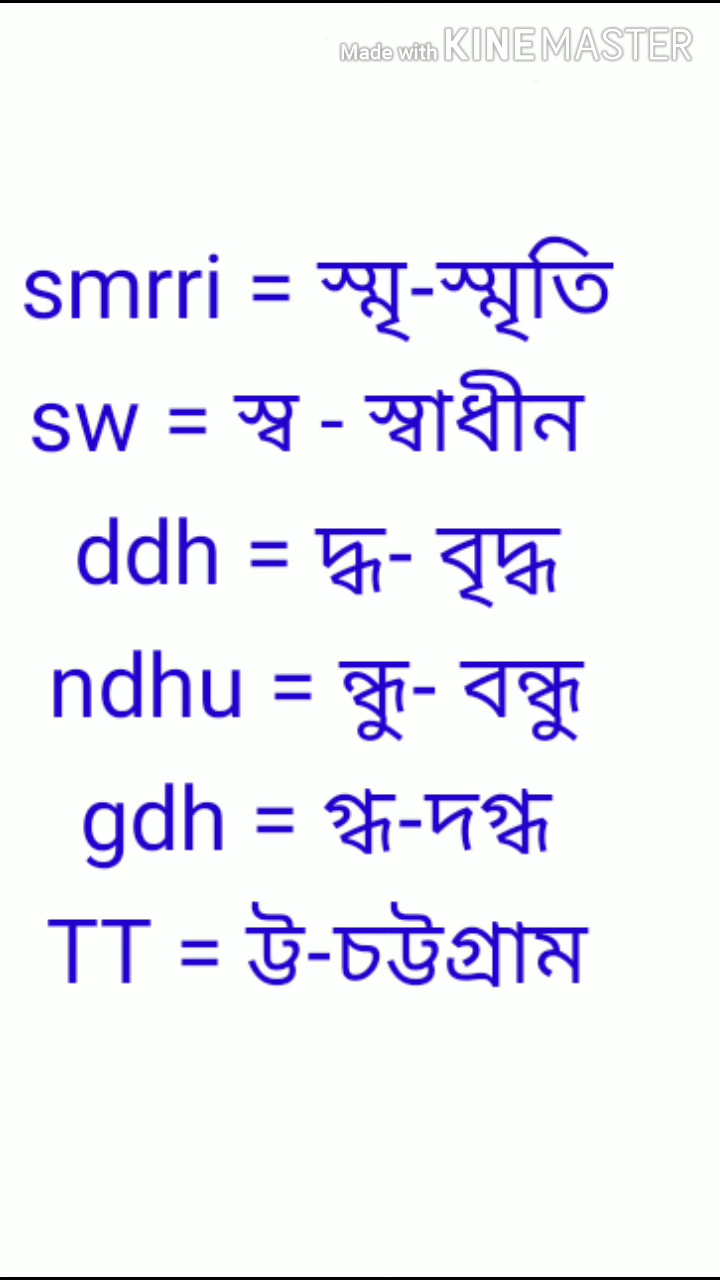 Made with KINEMASTER
smrri = স্মৃ-স্মৃতি
sw = স্ব - স্বাধীন
ddh = দ্ধ- বৃদ্ধ
ndhu = ন্ধু- বন্ধু
gdh = গ্ধ-দগ্ধ
TT = ট্ট-চট্টগ্রাম